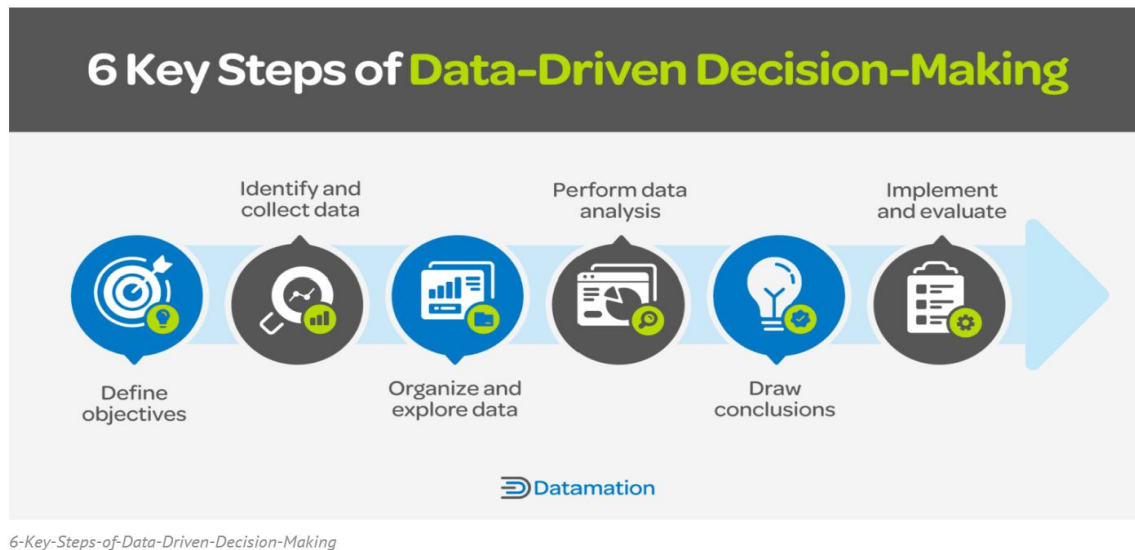 6 Key Steps of Data-Driven Decision-Making
Define
objectives
Identify and
collect data
Organize and
explore data
Perform data
analysis
Draw
conclusions
Implement
and evaluate
Datamation
6-Key-Steps-of-Data-Driven-Decision-Making